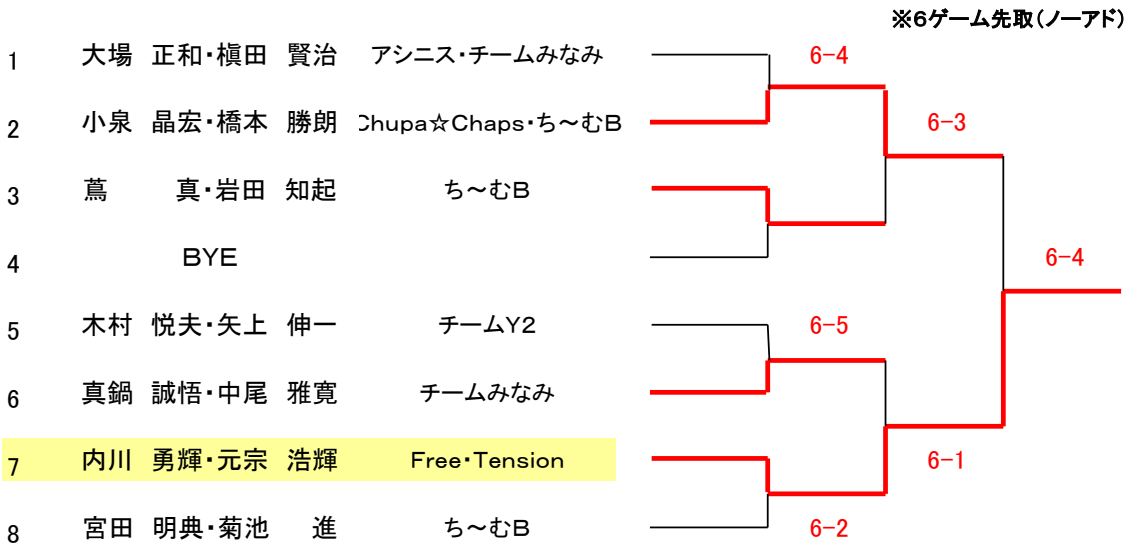 ※6ゲーム先取(ノーアド)
1 大場 正和・槇田 賢治 アシニス・チームみなみ 6-4
2 小泉 晶宏・橋本 勝朗 Chupa☆Chaps・ち~むB 6-3
3 蔦 真・岩田 知起 ち~むB
4 BYE 6-4
5 木村 悦夫・矢上 伸一 チームY2 6-5
6 真鍋 誠悟・中尾 雅寛 チームみなみ
7 内川 勇輝・元宗 浩輝 Free・Tension 6-1
8 宮田 明典・菊池 進 ち~むB 6-2